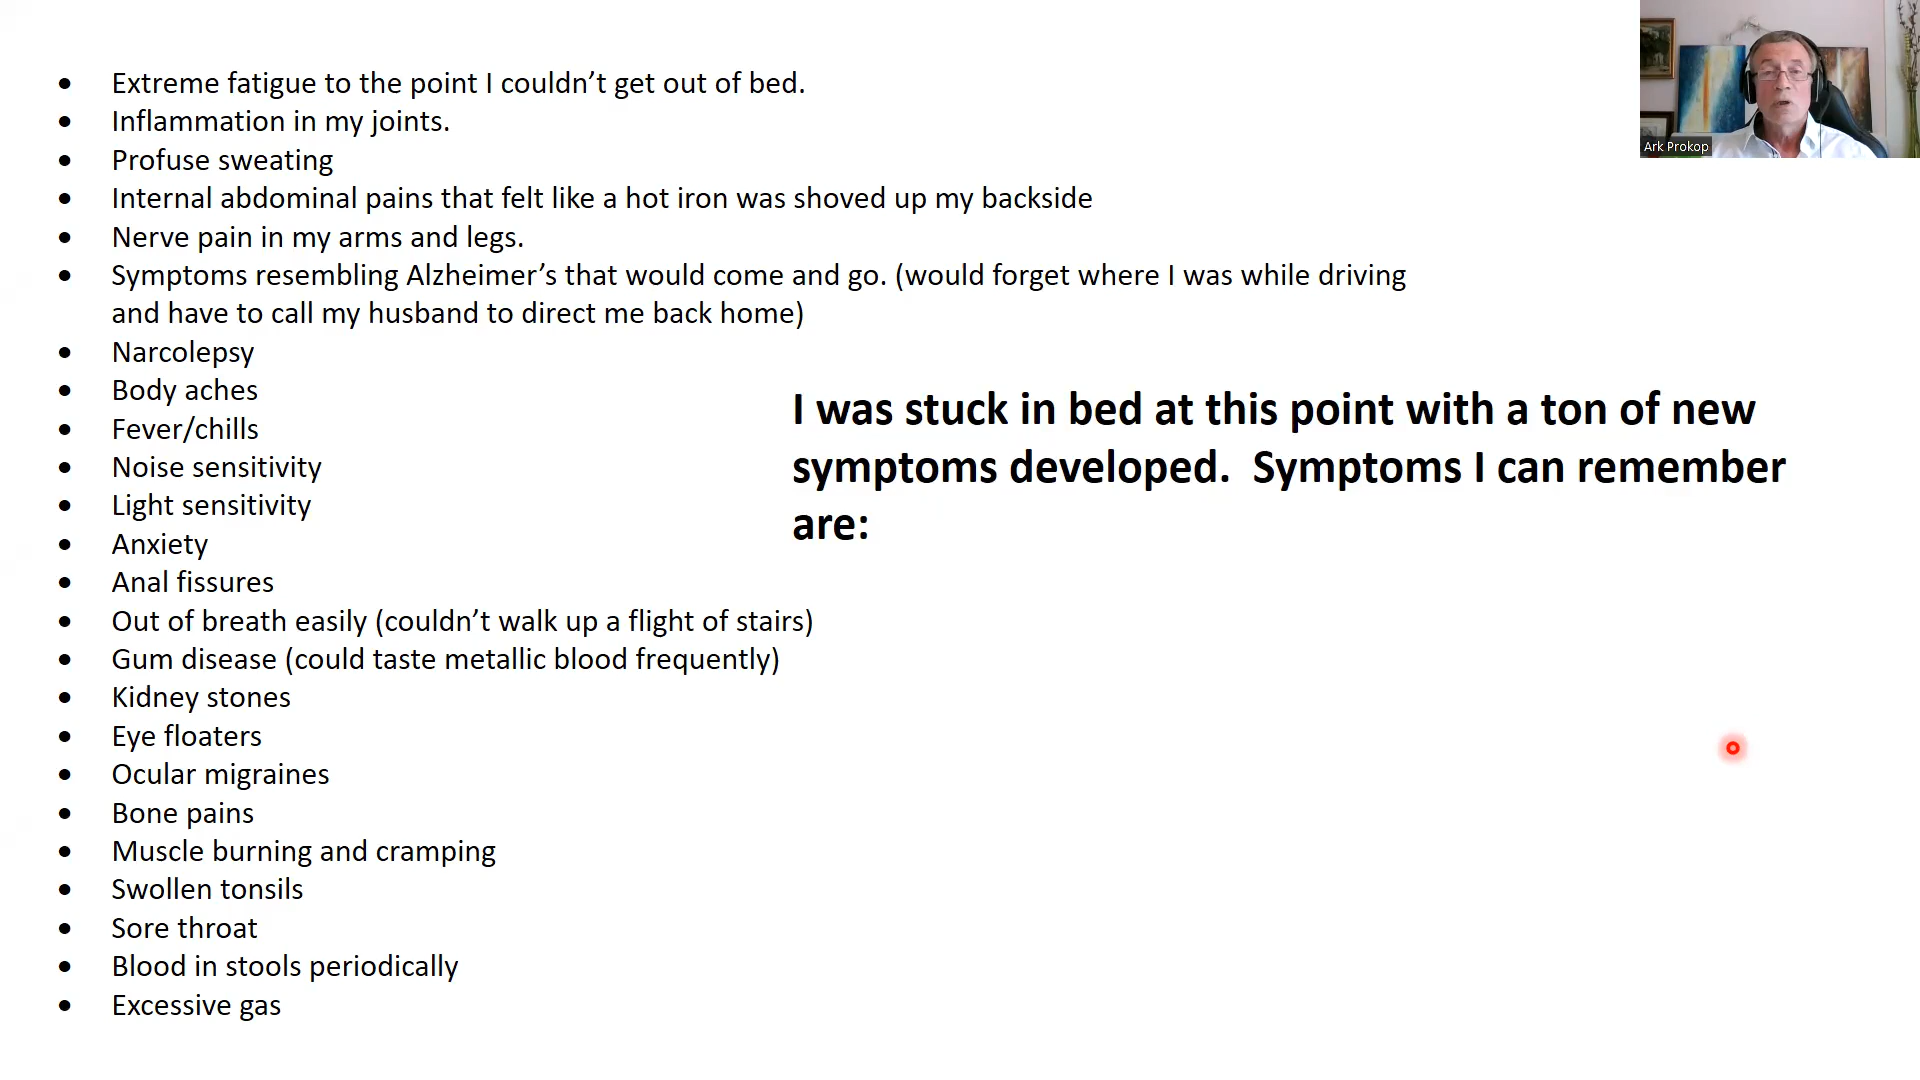 • Extreme fatigue to the point I couldn’t get out of bed.
• Inflammation in my joints.
• Profuse sweating
• Internal abdominal pains that felt like a hot iron was shoved up my backside
• Nerve pain in my arms and legs.
• Symptoms resembling Alzheimer’s that would come and go. (would forget where I was while driving
and have to call my husband to direct me back home)
• Narcolepsy
• Body aches
• Fever/chills
• Noise sensitivity
• Light sensitivity
• Anxiety
• Anal fissures
• Out of breath easily (couldn’t walk up a flight of stairs)
• Gum disease (could taste metallic blood frequently)
• Kidney stones
• Eye floaters
• Ocular migraines
• Bone pains
• Muscle burning and cramping
• Swollen tonsils
• Sore throat
• Blood in stools periodically
• Excessive gas
I was stuck in bed at this point with a ton of new
symptoms developed.  Symptoms I can remember
are:
Ark Prokop